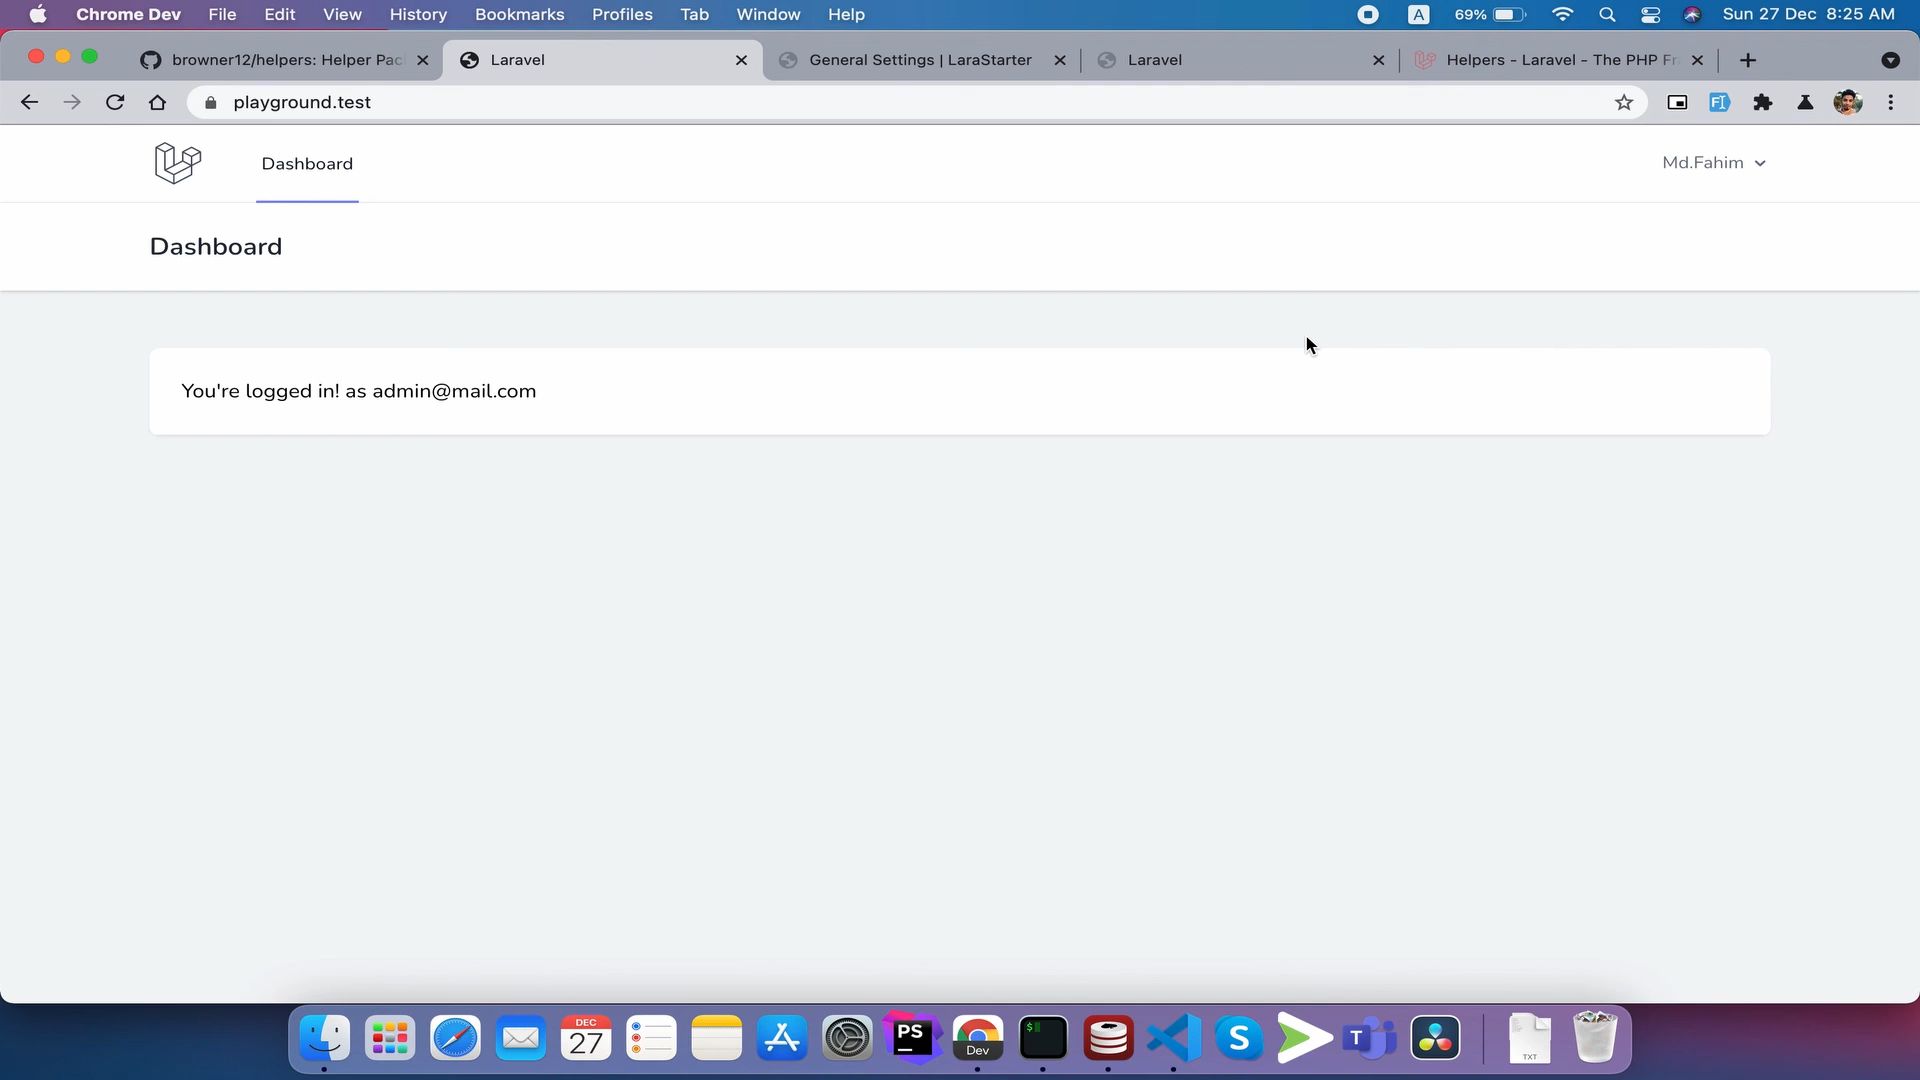 Chrome Dev File Edit View History Bookmarks Profiles Tab Window Help A 69% Sun 27 Dec 8:25 AM
browner12/helpers: Helper Pac Laravel General Settings | LaraStarter Laravel Helpers - Laravel - The PHP Fr
playground.test
Dashboard Md.Fahim
Dashboard
You're logged in! as admin@mail.com
DEC
27
PS
Dev
$
S
T
TXT